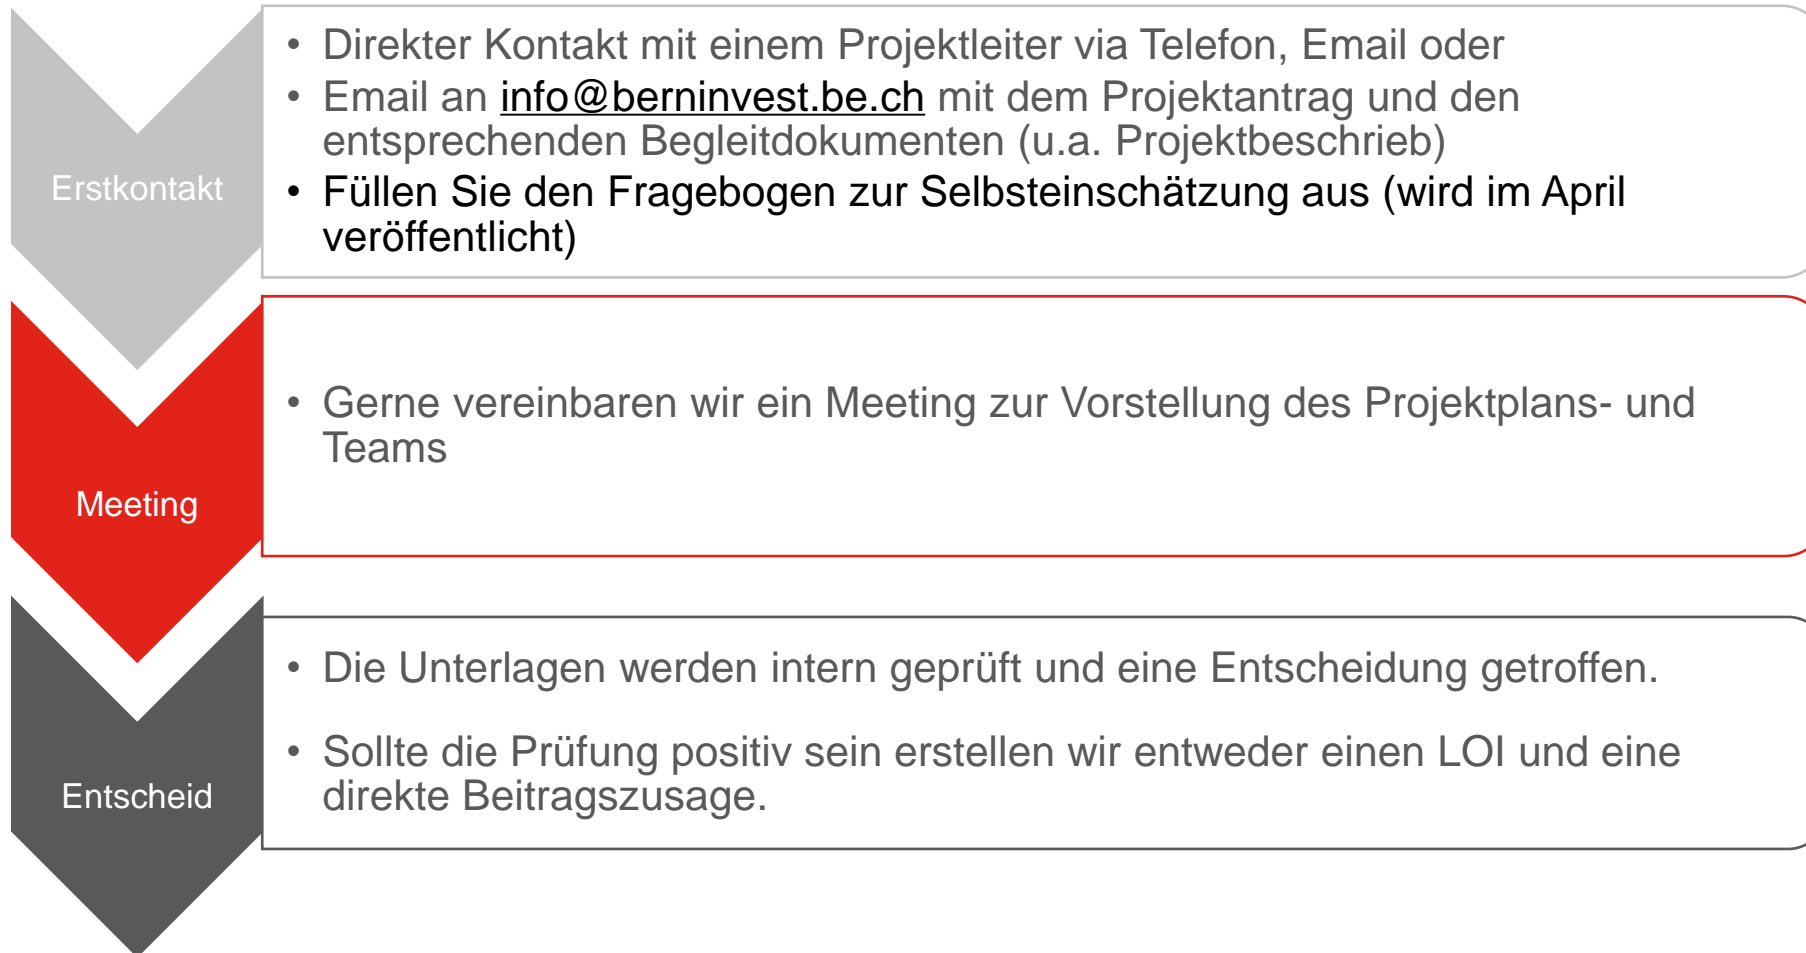 Erstkontakt
• Direkter Kontakt mit einem Projektleiter via Telefon, Email oder
• Email an info@berninvest.be.ch mit dem Projektantrag und den
entsprechenden Begleitdokumenten (u.a. Projektbeschrieb)
• Füllen Sie den Fragebogen zur Selbsteinschätzung aus (wird im April
veröffentlicht)
Meeting
• Gerne vereinbaren wir ein Meeting zur Vorstellung des Projektplans- und
Teams
Entscheid
• Die Unterlagen werden intern geprüft und eine Entscheidung getroffen.
• Sollte die Prüfung positiv sein erstellen wir entweder einen LOI und eine
direkte Beitragszusage.